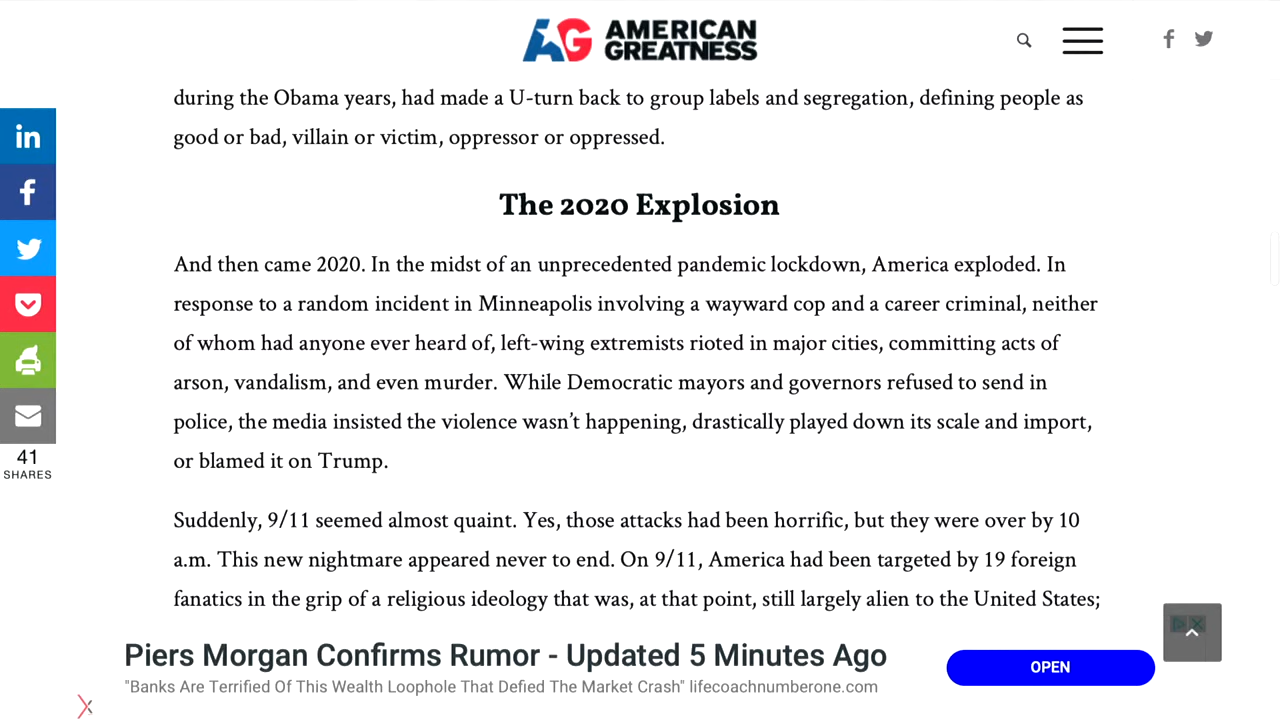 AMERICAN
GREATNESS
during the Obama years, had made a U-turn back to group labels and segregation, defining people as
good or bad, villain or victim, oppressor or oppressed.
The 2020 Explosion
And then came 2020. In the midst of an unprecedented pandemic lockdown, America exploded. In
response to a random incident in Minneapolis involving a wayward cop and a career criminal, neither
of whom had anyone ever heard of, left-wing extremists rioted in major cities, committing acts of
arson, vandalism, and even murder. While Democratic mayors and governors refused to send in
police, the media insisted the violence wasn’t happening, drastically played down its scale and import,
or blamed it on Trump.
Suddenly, 9/11 seemed almost quaint. Yes, those attacks had been horrific, but they were over by 10
a.m. This new nightmare appeared never to end. On 9/11, America had been targeted by 19 foreign
fanatics in the grip of a religious ideology that was, at that point, still largely alien to the United States;
41
SHARES
Piers Morgan Confirms Rumor - Updated 5 Minutes Ago
"Banks Are Terrified Of This Wealth Loophole That Defied The Market Crash" lifecoachnumberone.com
OPEN